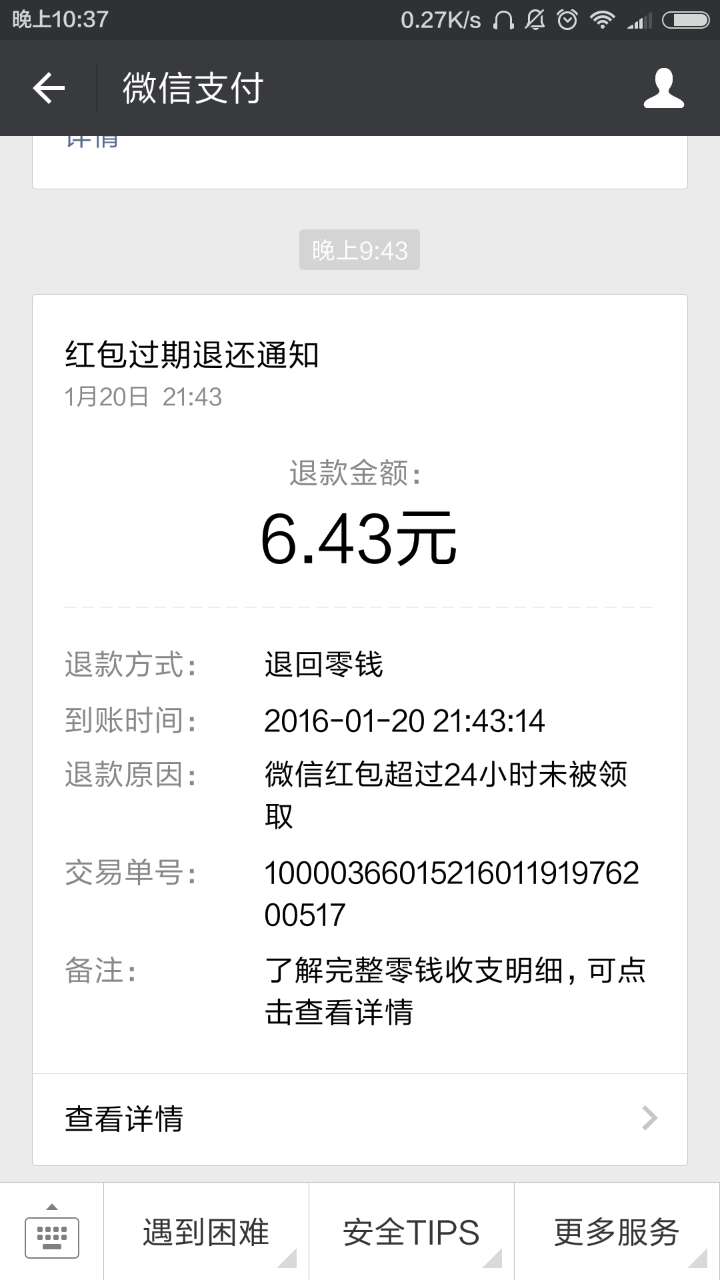 晚上10:37
0.27K/s
微信支付
详情
晚上9:43
红包过期退还通知
1月20日 21:43
退款金额:
6.43元
退款方式: 退回零钱
到账时间: 2016-01-20 21:43:14
退款原因: 微信红包超过24小时未被领
取
交易单号: 10000366015216011919762
00517
备注: 了解完整零钱收支明细,可点
击查看详情
查看详情
遇到困难
安全TIPS
更多服务